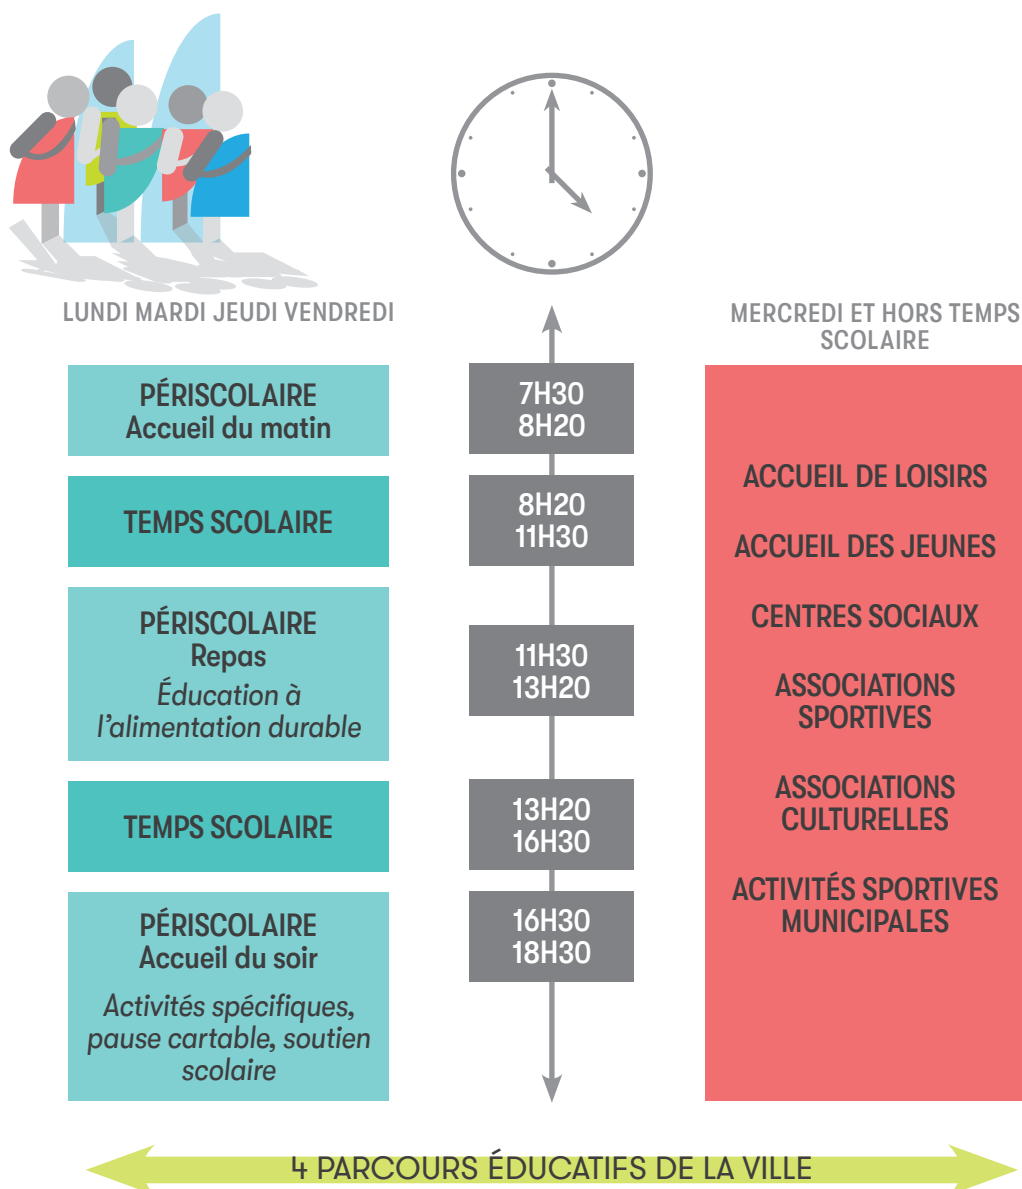 LUNDI MARDI JEUDI VENDREDI
PÉRISCOLAIRE
Accueil du matin
TEMPS SCOLAIRE
PÉRISCOLAIRE
Repas
Éducation à
l'alimentation durable
TEMPS SCOLAIRE
PÉRISCOLAIRE
Accueil du soir
Activités spécifiques,
pause cartable, soutien
scolaire
7H30
8H20
8H20
11H30
11H30
13H20
13H20
16H30
16H30
18H30
MERCREDI ET HORS TEMPS
SCOLAIRE
ACCUEIL DE LOISIRS
ACCUEIL DES JEUNES
CENTRES SOCIAUX
ASSOCIATIONS
SPORTIVES
ASSOCIATIONS
CULTURELLES
ACTIVITÉS SPORTIVES
MUNICIPALES
4 PARCOURS ÉDUCATIFS DE LA VILLE